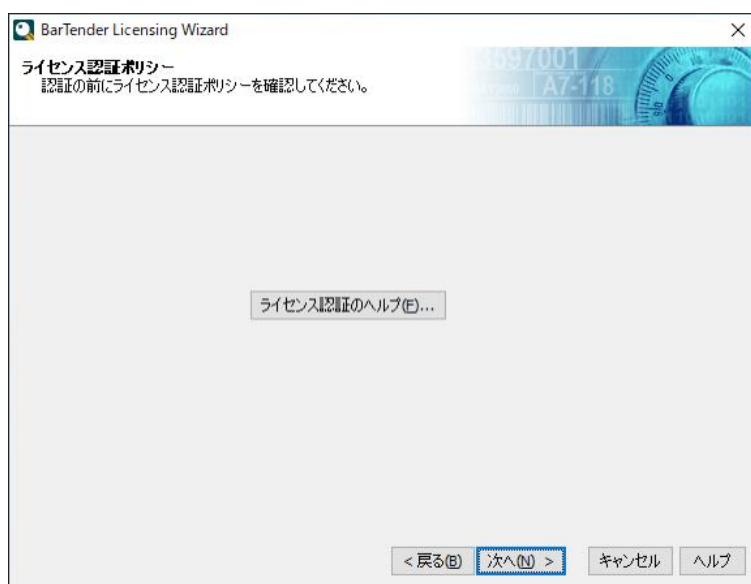 BarTender Licensing Wizard
ライセンス認証ポリシー
認証の前にライセンス認証ポリシーを確認してください。
3597001
A7-118
ライセンス認証のヘルプ(E)...
< 戻る(B)
次へ(N) >
キャンセル
ヘルプ